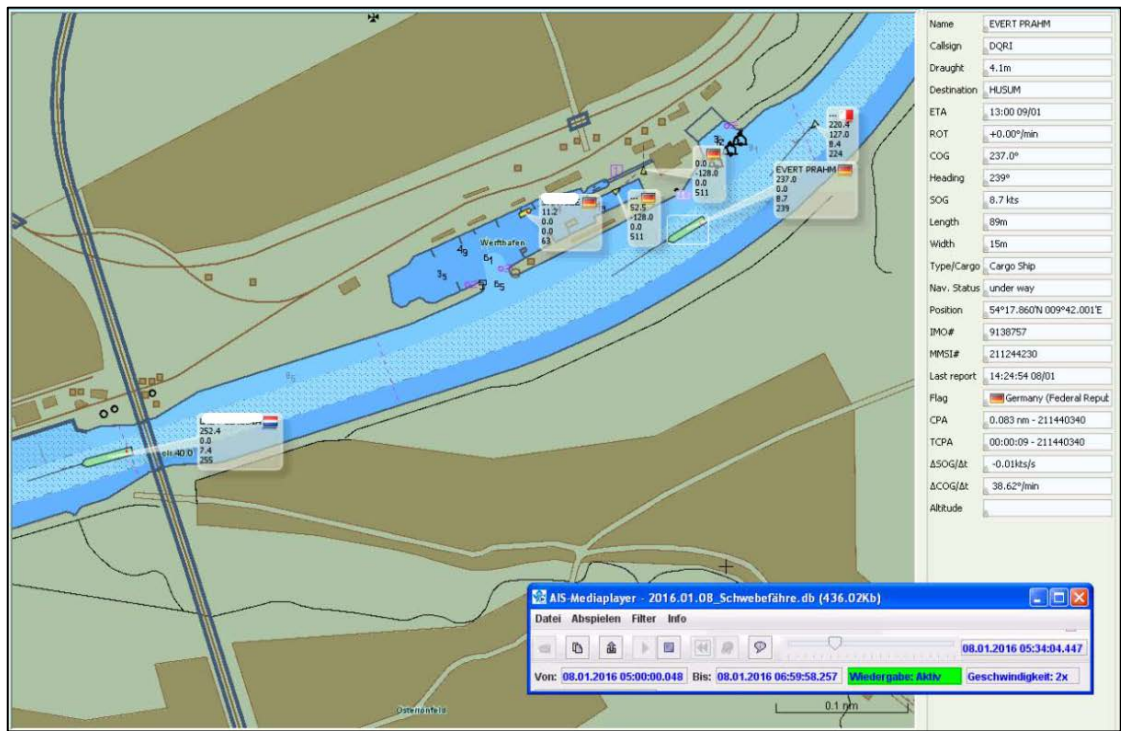 Name EVERT PRAHM
Callsign DQRI
Draught 4.1m
Destination HUSUM
ETA 13:00 09/01
ROT +0.00°/min
COG 237.0°
Heading 239°
SOG 8.7 kts
Length 89m
Width 15m
Type/Cargo Cargo Ship
Nav. Status under way
Position 54°17.860'N 009°42.001'E
IMO# 9138757
MMSI# 211244230
Last report 14:24:54 08/01
Flag Germany (Federal Repub
CPA 0.083 nm - 211440340
TCPA 00:00:09 - 211440340
ΔSOG/Δt -0.01kts/s
ΔCOG/Δt 38.62°/min
Altitude
---
220.4
127.0
8.4
224
0.0
-128.0
0.0
511
EVERT PRAHM
237.0
0.0
8.7
239
11.2
0.0
0.0
63
---
52.5
-128.0
0.0
511
Werfthafen
252.4
0.0
7.4
255
40.0
AIS-Mediaplayer - 2016.01.08_Schwebefähre.db (436.02Kb)
Datei Abspielen Filter Info
08.01.2016 05:34:04.447
Von: 08.01.2016 05:00:00.048 Bis: 08.01.2016 06:59:58.257 Wiedergabe: Aktiv Geschwindigkeit: 2x
Osterrönfeld
0.1 nm